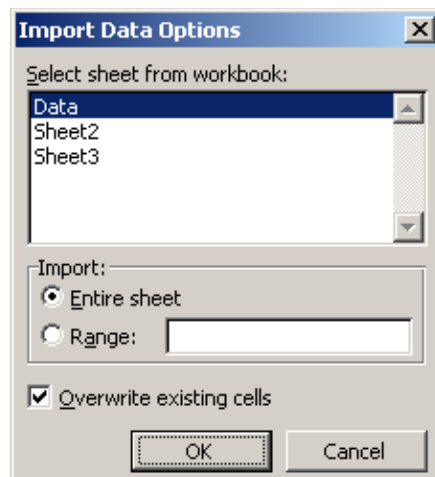 Import Data Options
Select sheet from workbook:
Data
Sheet2
Sheet3
Import:
Entire sheet
Range:
Overwrite existing cells
OK Cancel